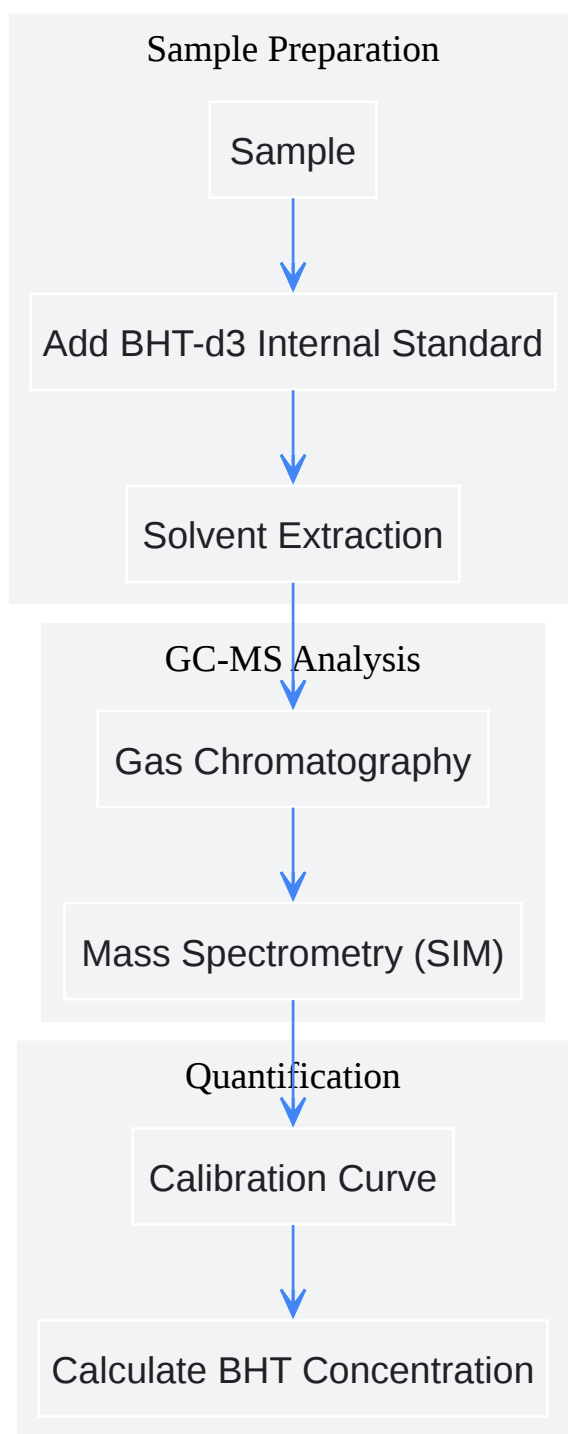 Sample Preparation
Sample
Add BHT-d3 Internal Standard
Solvent Extraction
GC-MS Analysis
Gas Chromatography
Mass Spectrometry (SIM)
Quantification
Calibration Curve
Calculate BHT Concentration